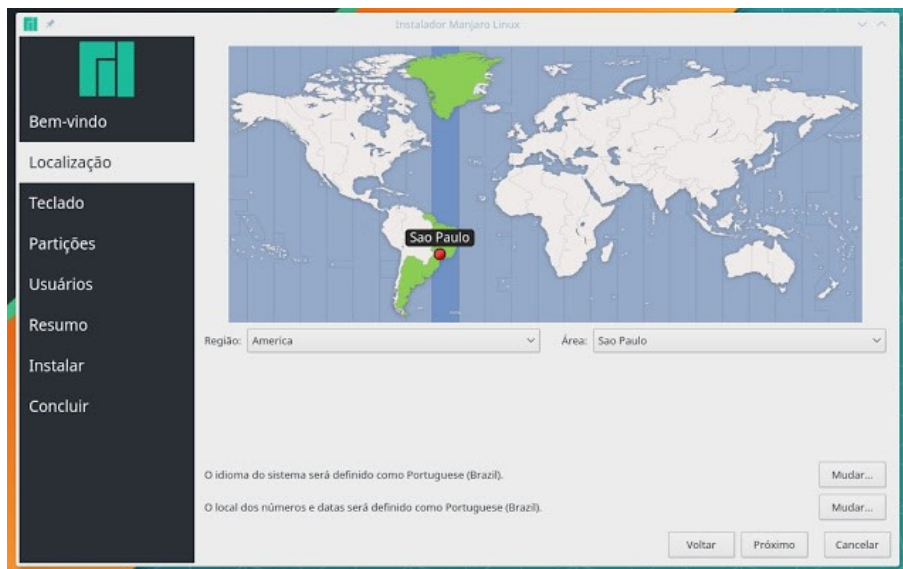 Instalador Manjaro Linux
Bem-vindo
Localização
Teclado
Partições
Usuários
Resumo
Instalar
Concluir
Sao Paulo
Região: America Área: Sao Paulo
O idioma do sistema será definido como Portuguese (Brazil). Mudar...
O local dos números e datas será definido como Portuguese (Brazil). Mudar...
Voltar Próximo Cancelar